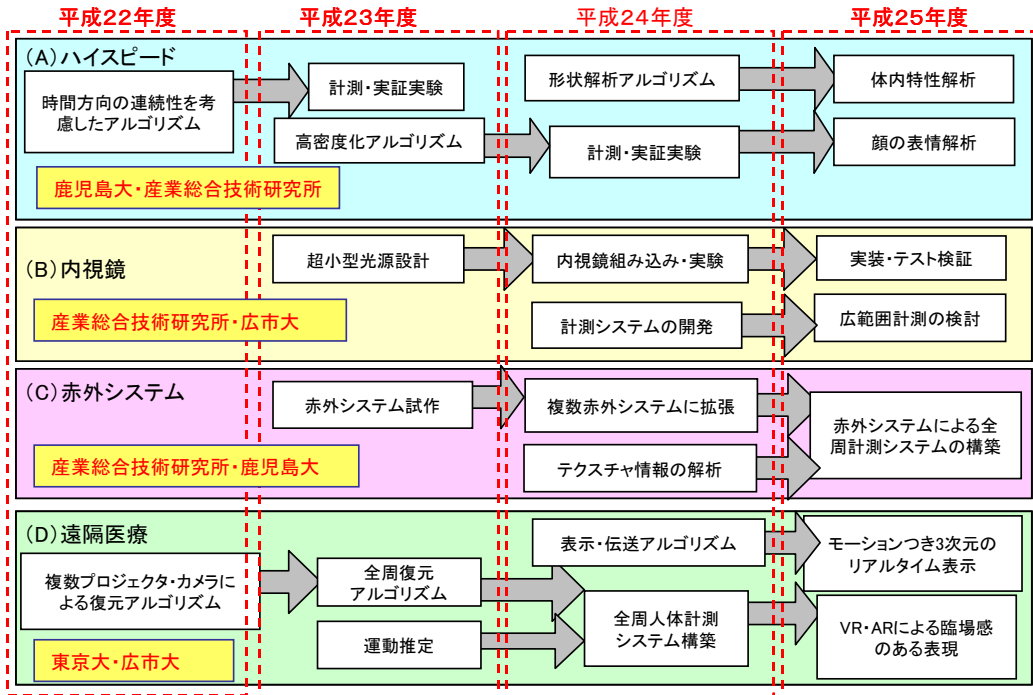 平成22年度
平成23年度
平成24年度
平成25年度
(A)ハイスピード
時間方向の連続性を考
慮したアルゴリズム
計測・実証実験
高密度化アルゴリズム
形状解析アルゴリズム
計測・実証実験
体内特性解析
顔の表情解析
鹿児島大・産業総合技術研究所
(B)内視鏡
超小型光源設計
内視鏡組み込み・実験
実装・テスト検証
計測システムの開発
広範囲計測の検討
産業総合技術研究所・広市大
(C)赤外システム
赤外システム試作
複数赤外システムに拡張
テクスチャ情報の解析
赤外システムによる全
周計測システムの構築
産業総合技術研究所・鹿児島大
(D)遠隔医療
複数プロジェクタ・カメラに
よる復元アルゴリズム
全周復元
アルゴリズム
運動推定
表示・伝送アルゴリズム
全周人体計測
システム構築
モーションつき3次元の
リアルタイム表示
VR・ARによる臨場感
のある表現
東京大・広市大